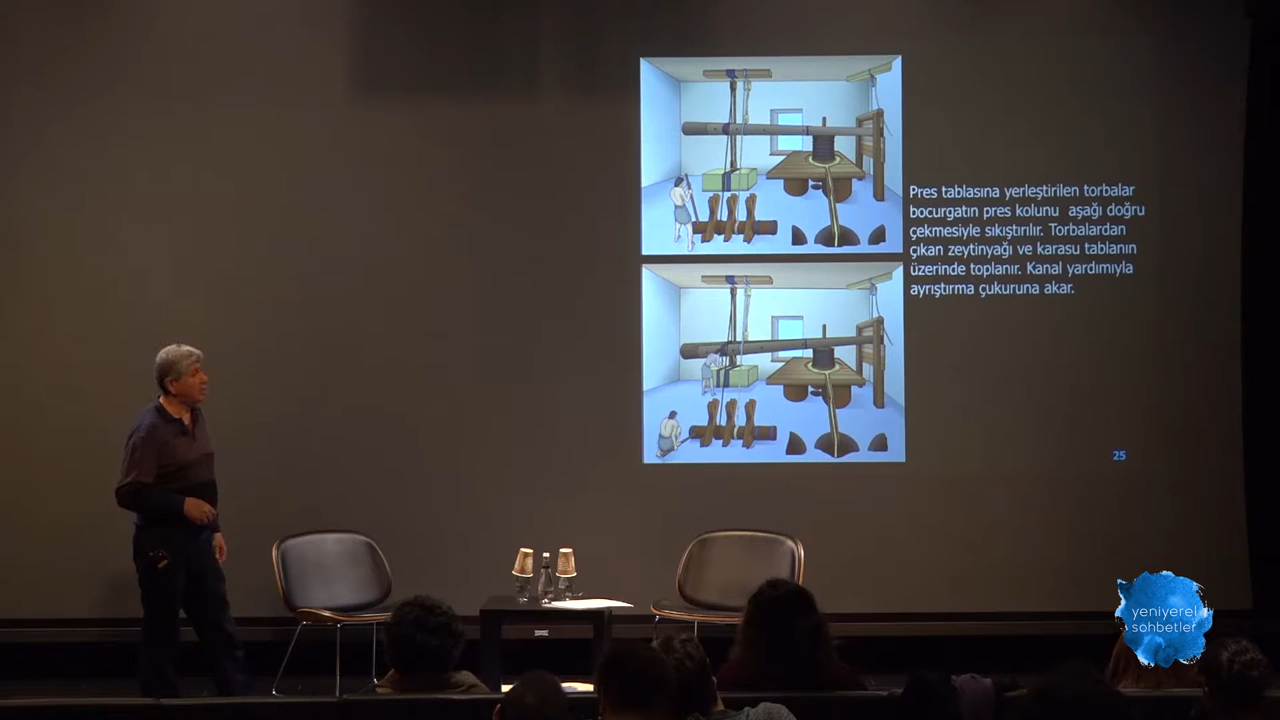 Pres tablasına yerleştirilen torbalar
bocurgatın pres kolunu aşağı doğru
çekmesiyle sıkıştırılır. Torbalardan
çıkan zeytinyağı ve karasu tablanın
üzerinde toplanır. Kanal yardımıyla
ayrıştırma çukuruna akar.
25
yeniyerel
sohbetler